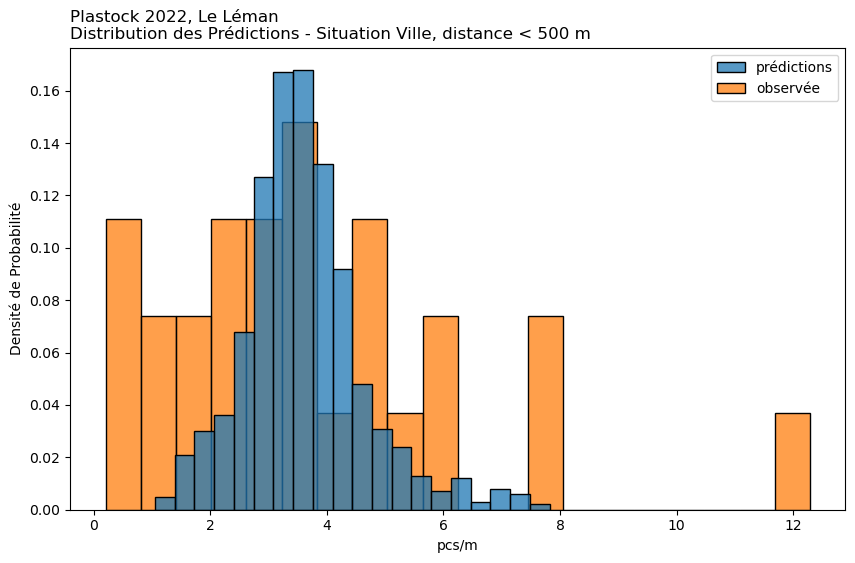 Plastock 2022, Le Léman
Distribution des Prédictions - Situation Ville, distance < 500 m
prédictions
observée
Densité de Probabilité
0.16
0.14
0.12
0.10
0.08
0.06
0.04
0.02
0.00
0 2 4 6 8 10 12
pcs/m